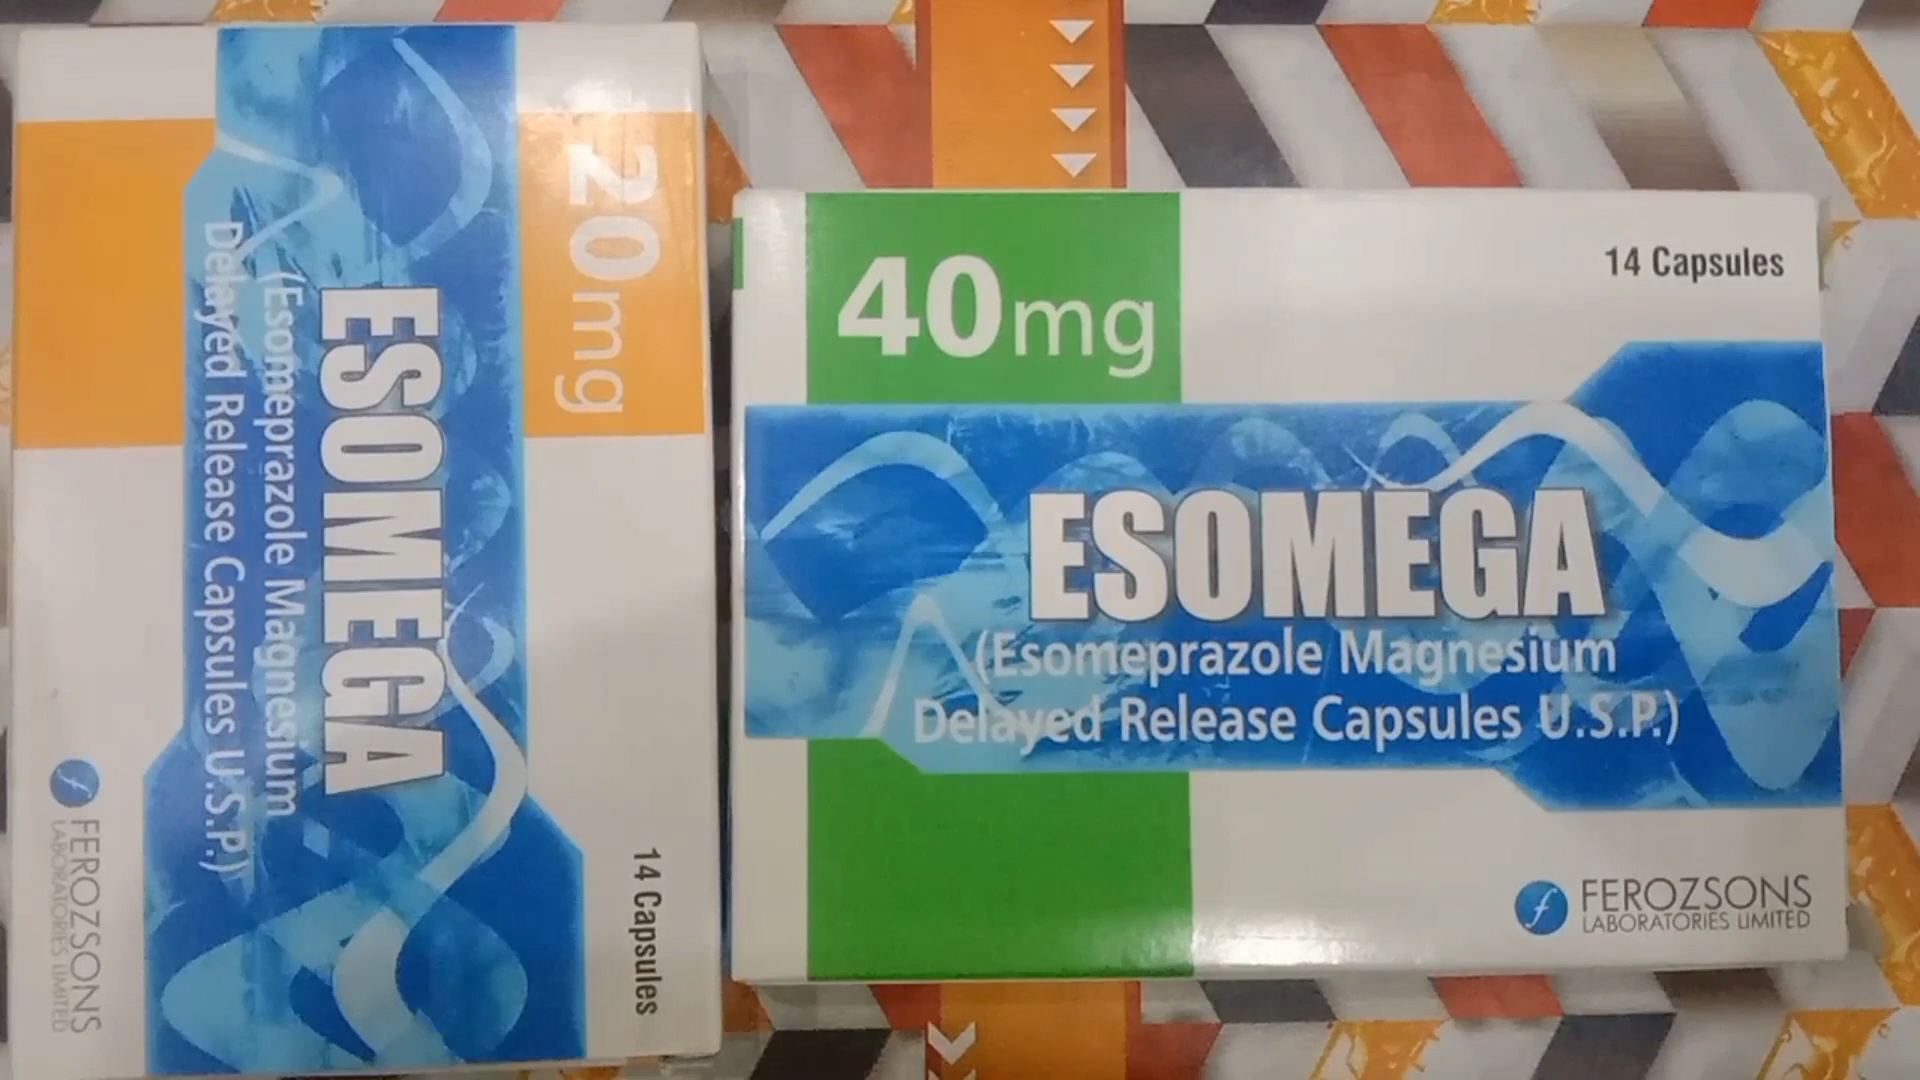 20mg
ESOMEGA
(Esomeprazole Magnesium
Delayed Release Capsules U.S.P.)
14 Capsules
FEROZSONS
LABORATORIES LIMITED
40mg
14 Capsules
ESOMEGA
(Esomeprazole Magnesium
Delayed Release Capsules U.S.P.)
FEROZSONS
LABORATORIES LIMITED